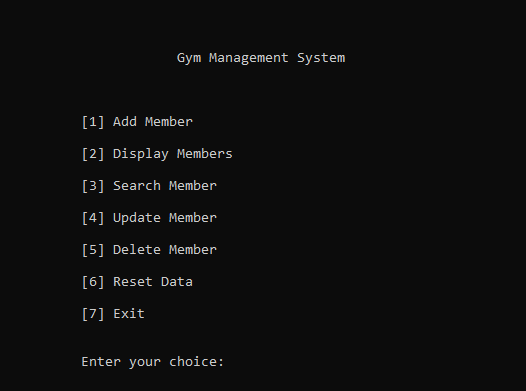 Gym Management System
[1] Add Member
[2] Display Members
[3] Search Member
[4] Update Member
[5] Delete Member
[6] Reset Data
[7] Exit
Enter your choice: